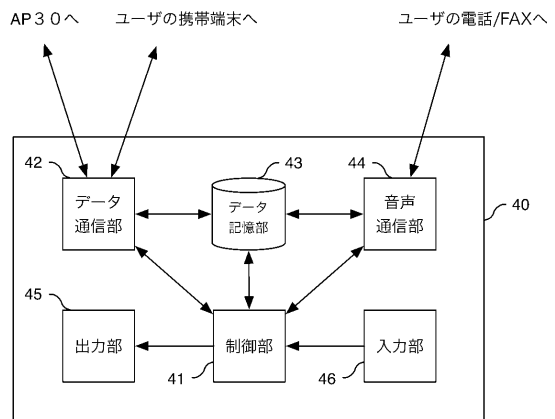 AP３０へ
ユーザの携帯端末へ
ユーザの電話/FAXへ
42
43
44
データ
通信部
データ
記憶部
音声
通信部
40
45
出力部
制御部
入力部
41
46